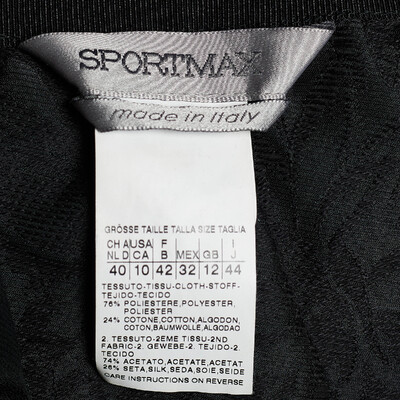 SPORTMAX
made in Italy
GRÖSSE TAILLE TALLA SIZE TAGLIA
CH A USA F I
NL D CA B MEX GB J
40 10 42 32 12 44
TESSUTO-TISSU-CLOTH-STOFF-
TEJIDO-TECIDO
76% POLIESTERE,POLYESTER,
POLIESTER
24% COTONE,COTTON,ALGODON,
COTON,BAUMWOLLE,ALGODAO
2. TESSUTO-2EME TISSU-2ND
FABRIC-2. GEWEBE-2. TEJIDO-
2. TECIDO
74% ACETATO,ACETATE,ACETAT
26% SETA,SILK,SEDA,SOIE,SEIDE
CARE INSTRUCTIONS ON REVERSE